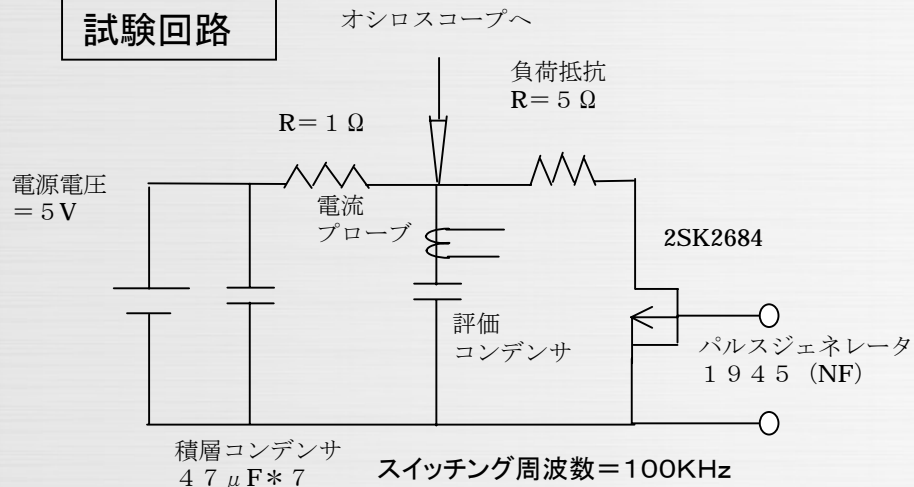 試験回路
オシロスコープへ
負荷抵抗
R＝５Ω
R＝１Ω
電源電圧
＝５V
電流
プローブ
2SK2684
評価
コンデンサ
パルスジェネレータ
１９４５（NF）
積層コンデンサ
４７μF＊７
スイッチング周波数＝100KHz